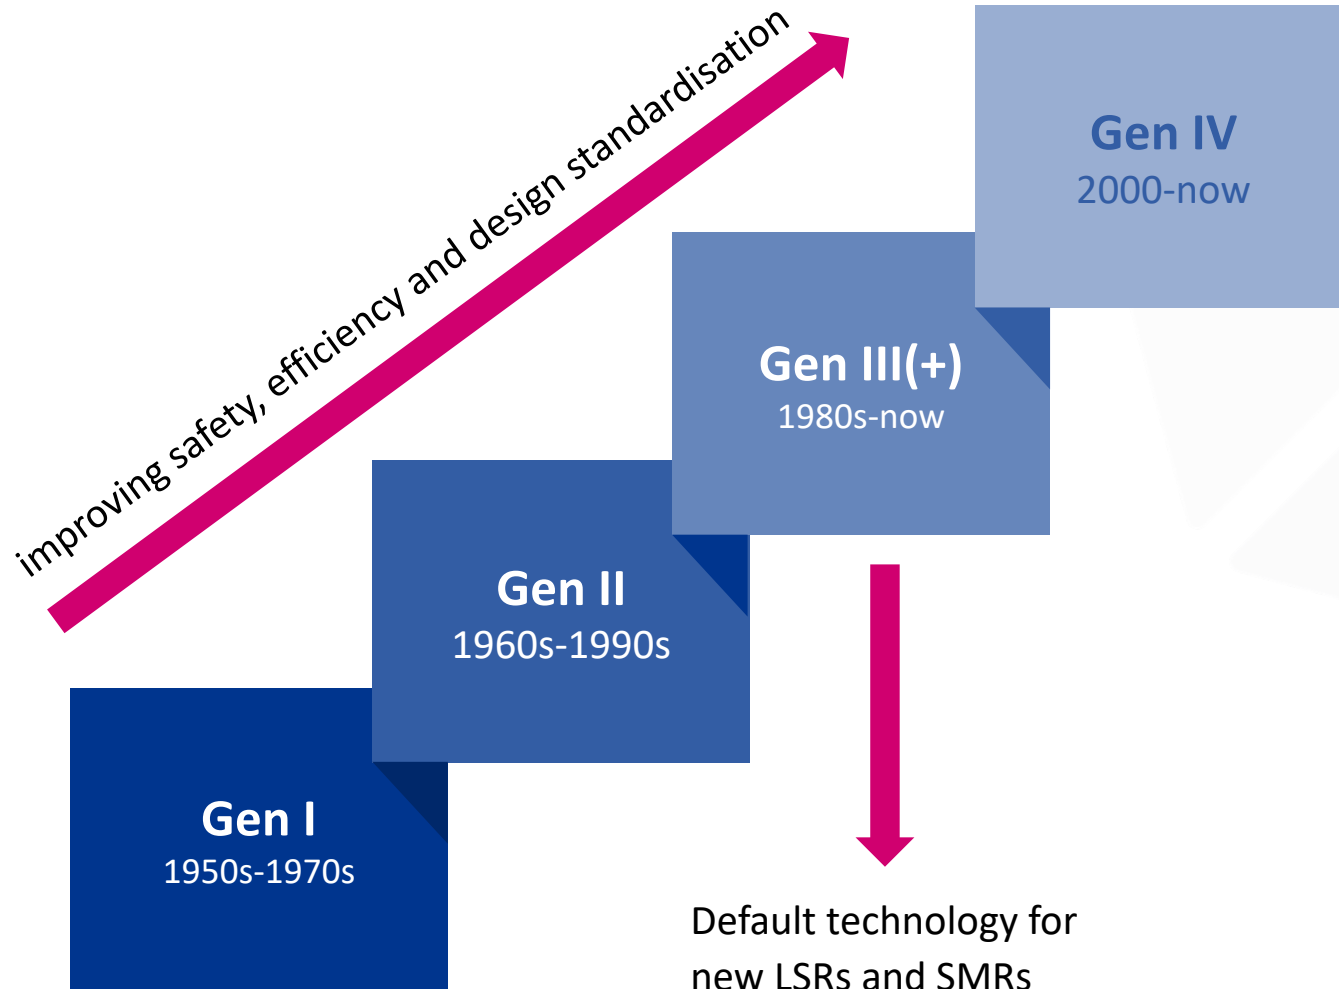 improving safety, efficiency and design standardisation
Gen IV
2000-now
Gen III(+)
1980s-now
Gen II
1960s-1990s
Gen I
1950s-1970s
Default technology for
new LSRs and SMRs